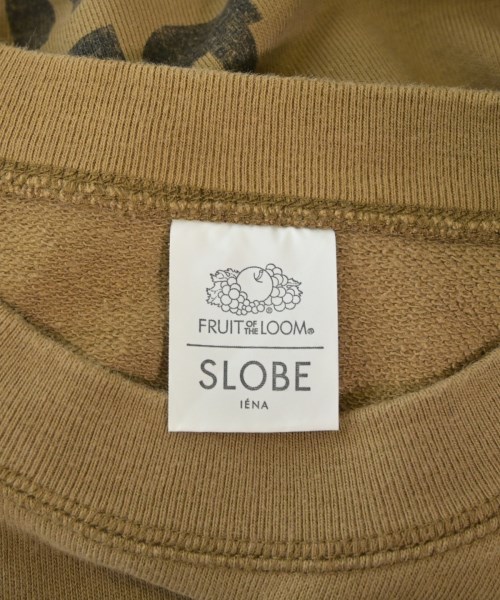 FRUIT OF THE LOOM®
SLOBE
IÉNA